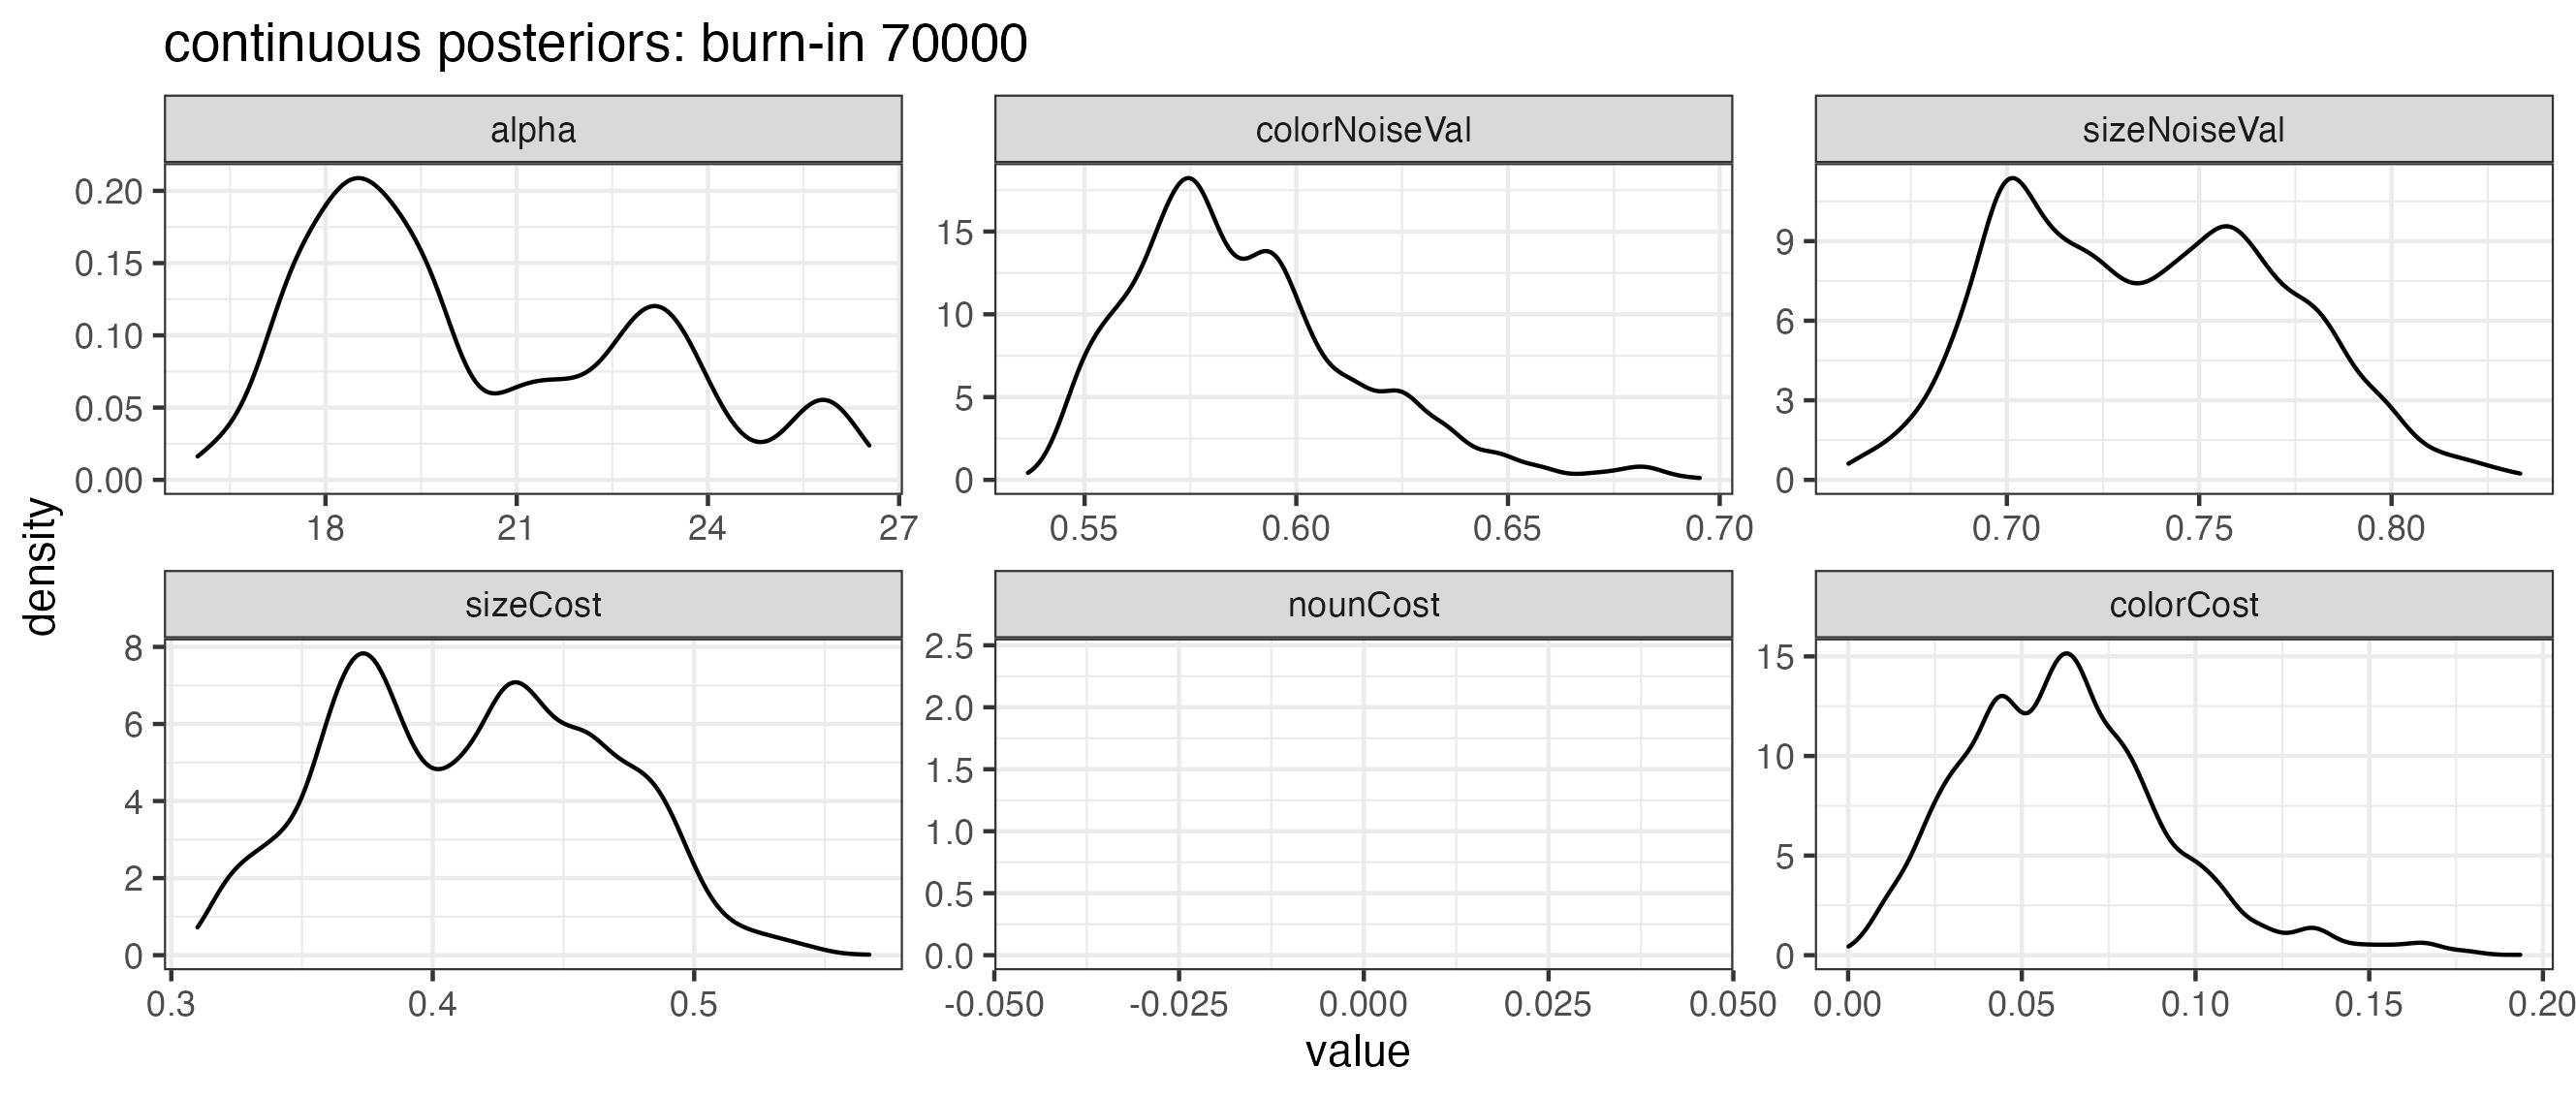 continuous posteriors: burn-in 70000
alpha
colorNoiseVal
sizeNoiseVal
0.20
0.15
0.10
0.05
0.00
15
10
5
0
9
6
3
0
18 21 24 27
0.55 0.60 0.65 0.70
0.70 0.75 0.80
density
sizeCost
nounCost
colorCost
8
6
4
2
0
2.5
2.0
1.5
1.0
0.5
0.0
15
10
5
0
0.3 0.4 0.5
-0.050 -0.025 0.000 0.025 0.050
0.00 0.05 0.10 0.15 0.20
value